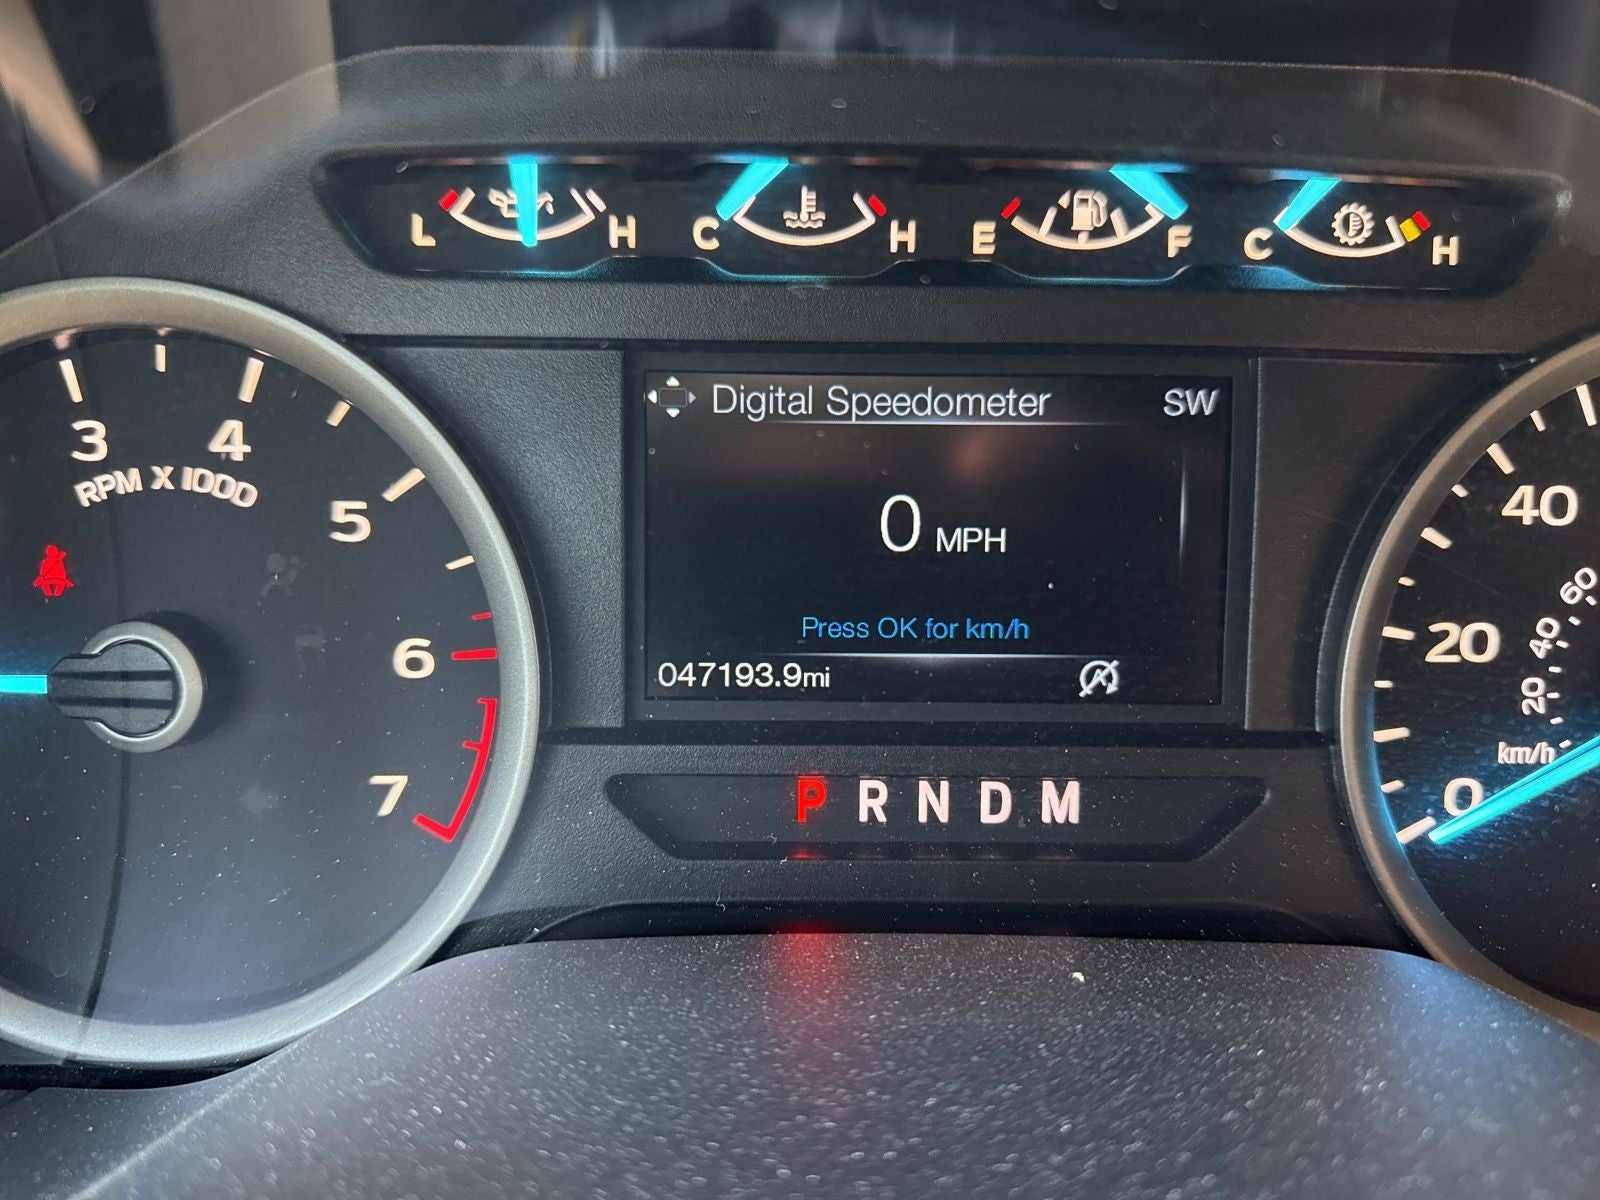 L H C H E F C H
Digital Speedometer SW
3 4 5 6 7
RPM X 1000
0 MPH
Press OK for km/h
047193.9mi
P R N D M
40
20
0
60
40
20
km/h